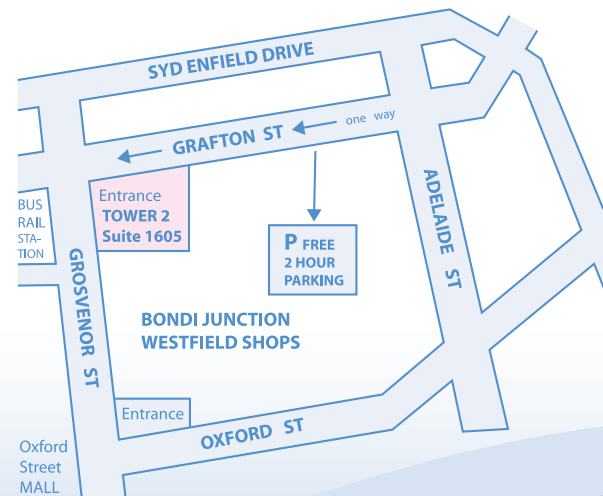 SYD ENFIELD DRIVE
one way
GRAFTON ST
Entrance
TOWER 2
Suite 1605
BUS
RAIL
STA-
TION
ADELAIDE ST
P FREE
2 HOUR
PARKING
GROSVENOR ST
BONDI JUNCTION
WESTFIELD SHOPS
Entrance
OXFORD ST
Oxford
Street
MALL